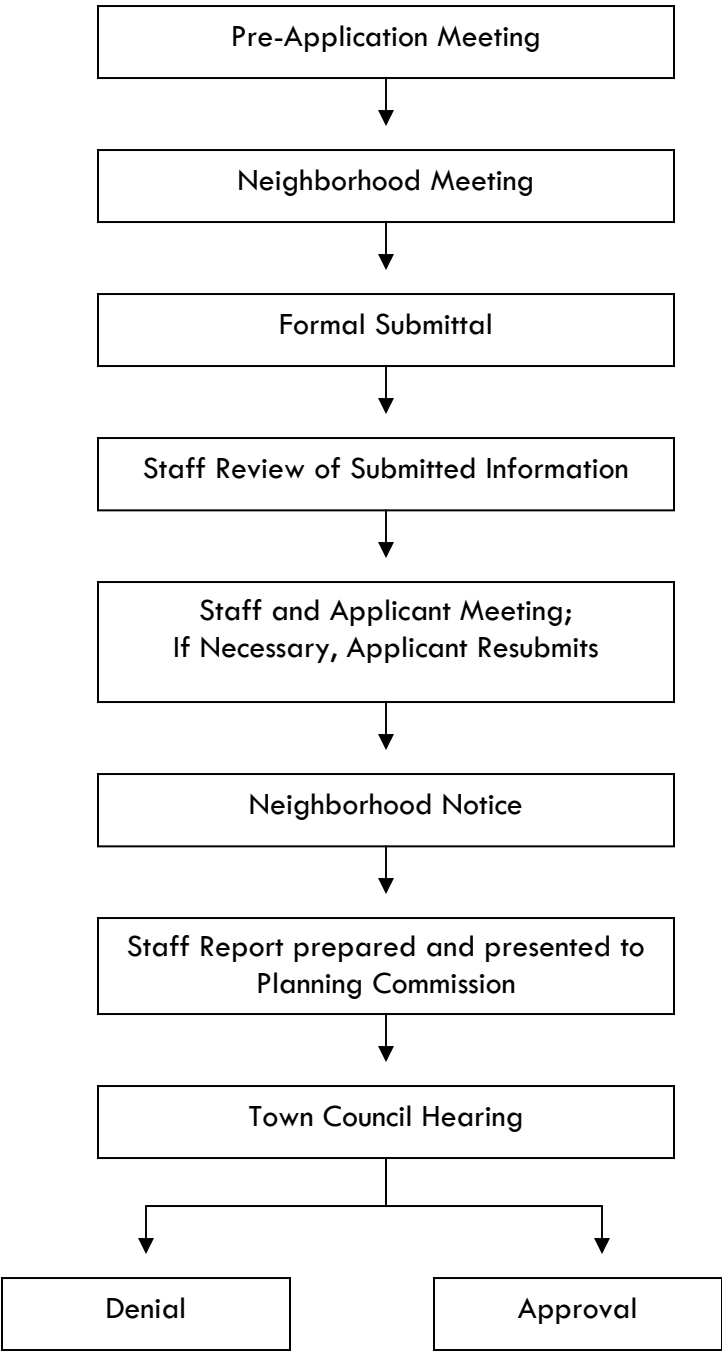 Pre-Application Meeting
Neighborhood Meeting
Formal Submittal
Staff Review of Submitted Information
Staff and Applicant Meeting;
If Necessary, Applicant Resubmits
Neighborhood Notice
Staff Report prepared and presented to
Planning Commission
Town Council Hearing
Denial
Approval